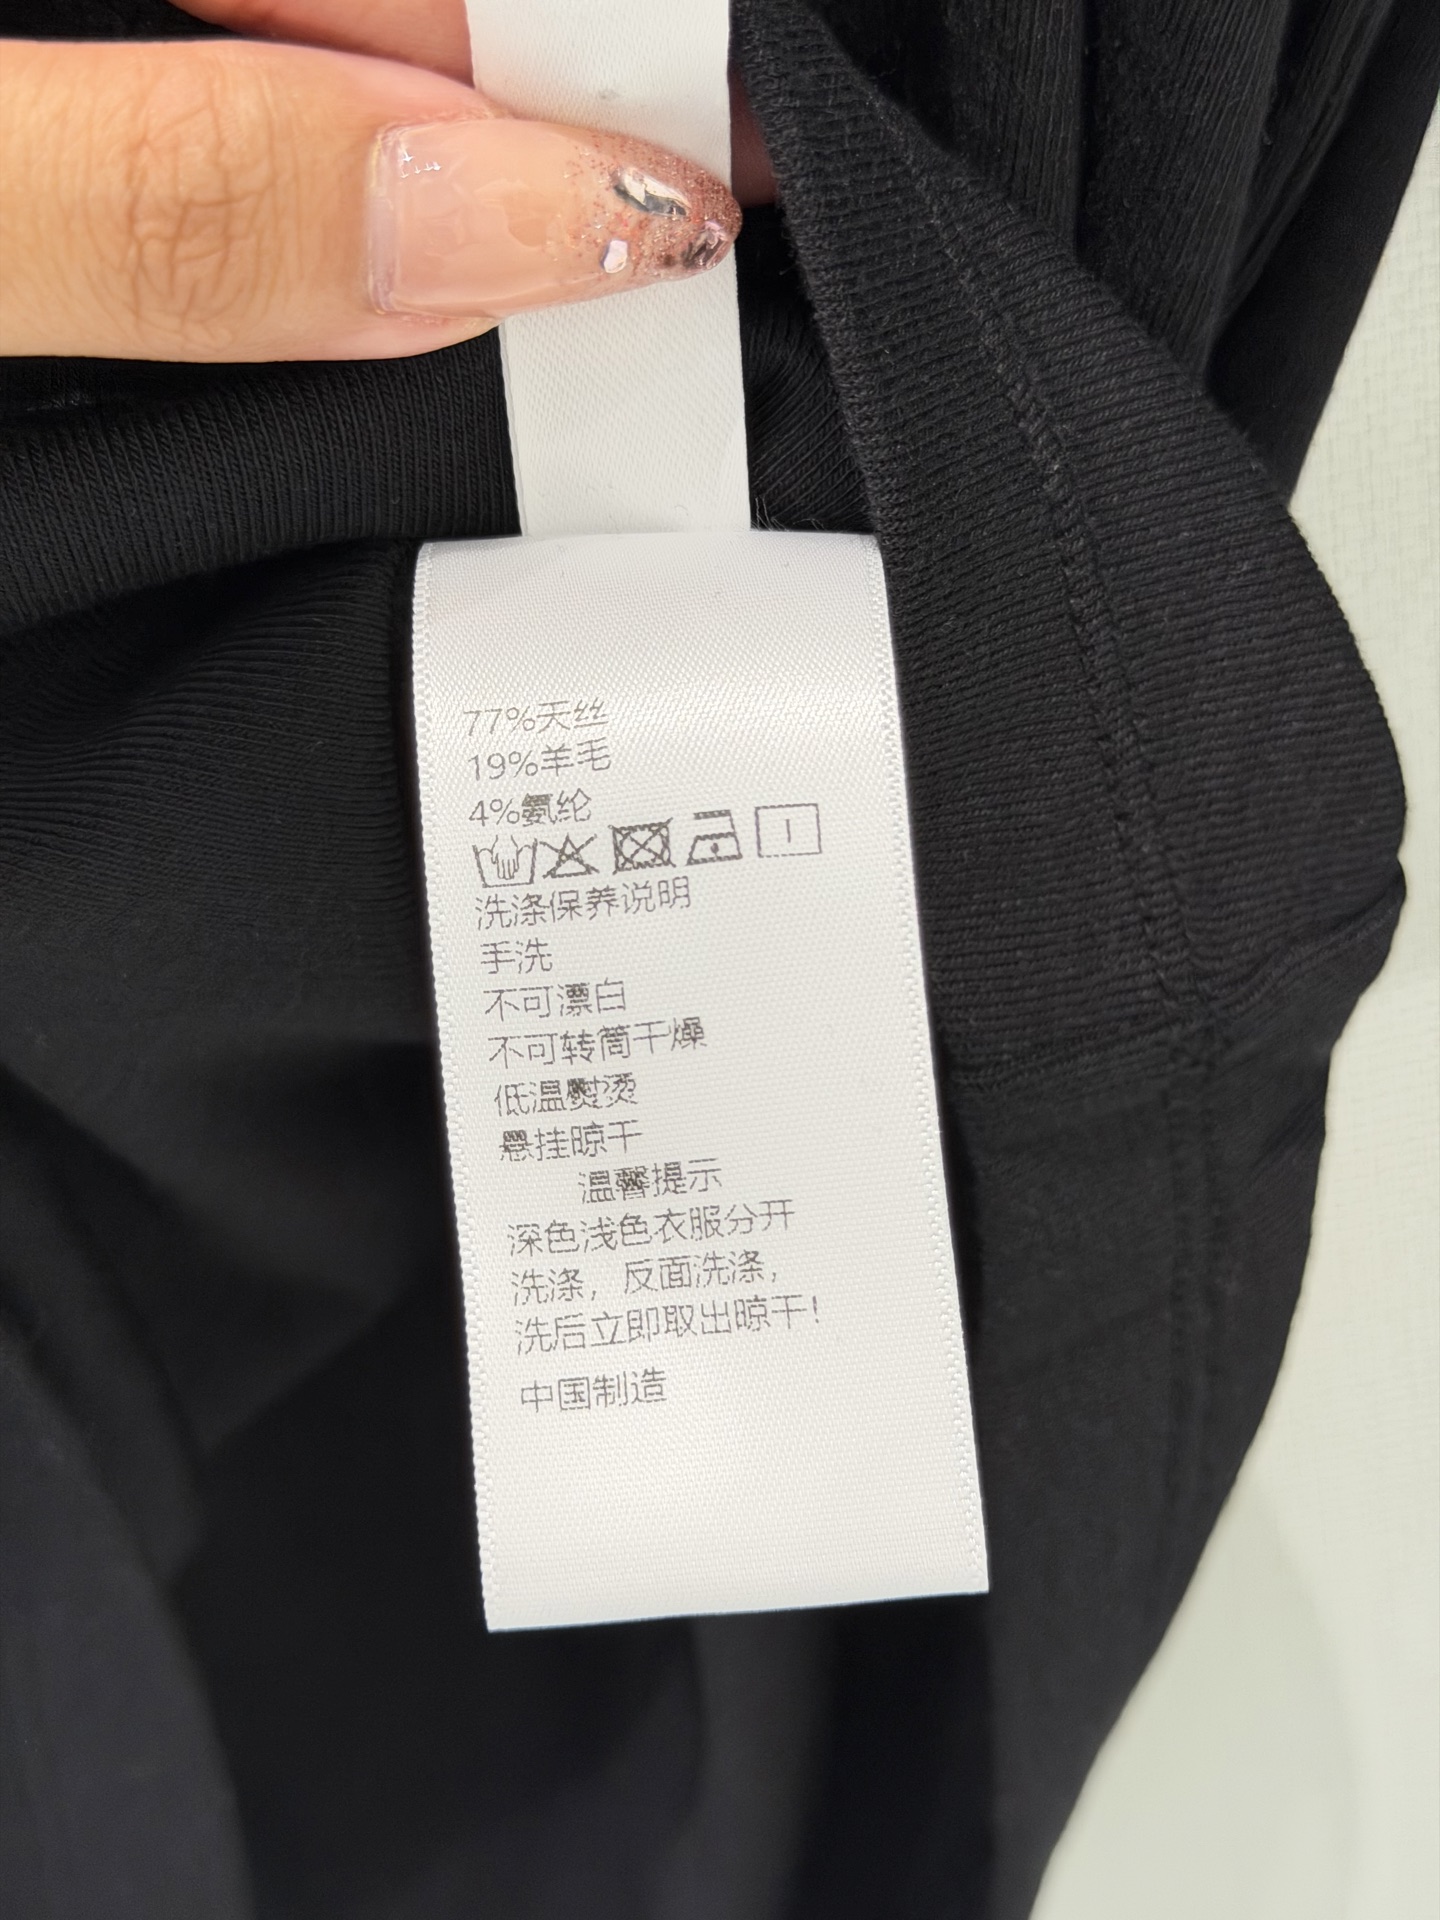 77%天丝
19%羊毛
4%氨纶
洗涤保养说明
手洗
不可漂白
不可转筒干燥
低温熨烫
悬挂晾干
温馨提示
深色浅色衣服分开
洗涤，反面洗涤，
洗后立即取出晾干！
中国制造